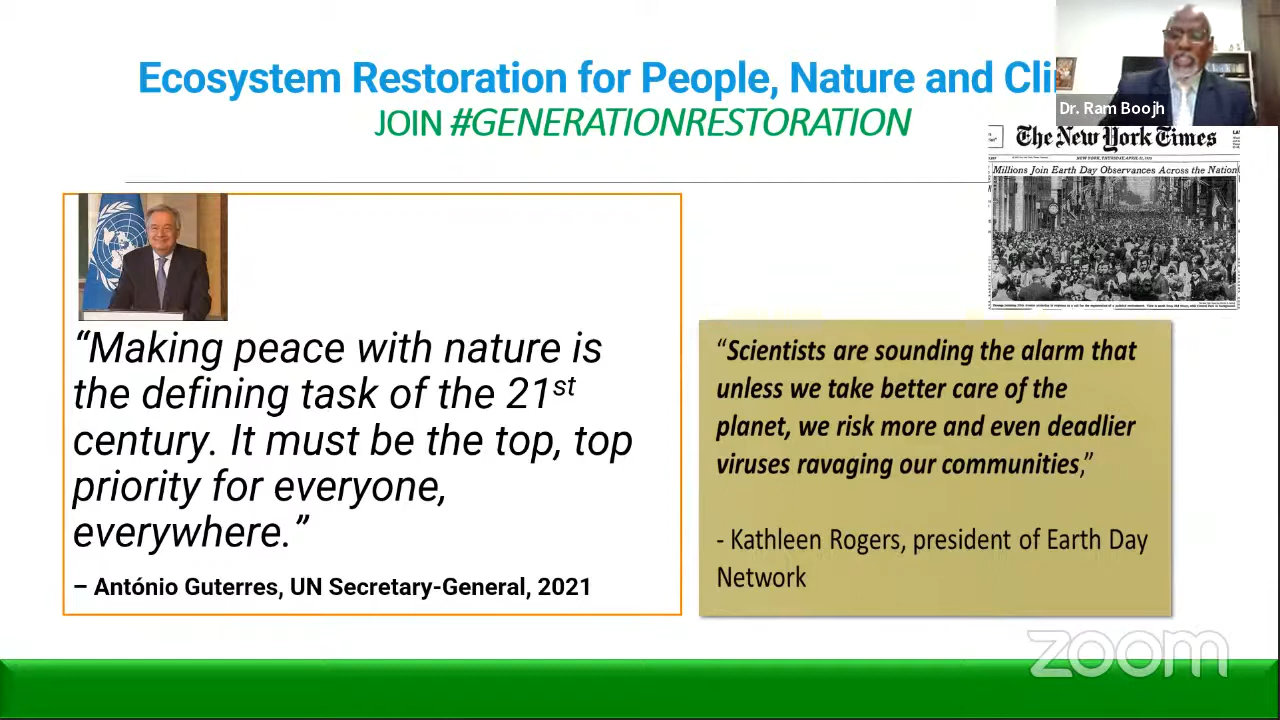 Ecosystem Restoration for People, Nature and Cli
JOIN #GENERATIONRESTORATION
Dr. Ram Boojh
The New York Times
Millions Join Earth Day Observances Across the Nation
“Making peace with nature is
the defining task of the 21st
century. It must be the top, top
priority for everyone,
everywhere.”
– António Guterres, UN Secretary-General, 2021
“Scientists are sounding the alarm that
unless we take better care of the
planet, we risk more and even deadlier
viruses ravaging our communities,”
- Kathleen Rogers, president of Earth Day
Network
zoom